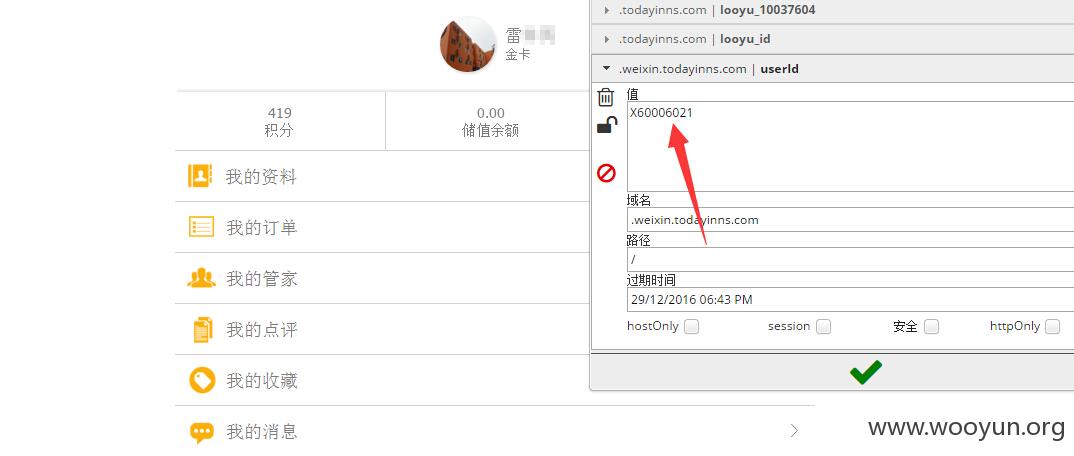 雷
金卡
419
积分
0.00
储值余额
我的资料
我的订单
我的管家
我的点评
我的收藏
我的消息
.todayinns.com | looyu_10037604
.todayinns.com | looyu_id
.weixin.todayinns.com | userId
值
X60006021
域名
.weixin.todayinns.com
路径
/
过期时间
29/12/2016 06:43 PM
hostOnly
session
安全
httpOnly
www.wooyun.org